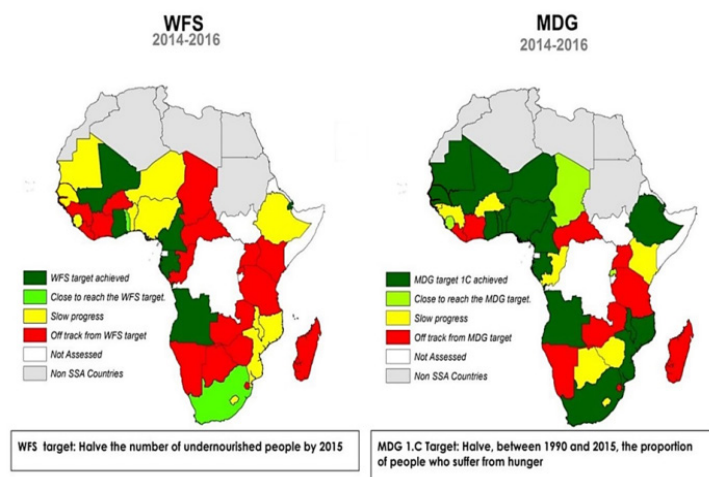 WFS
2014-2016
WFS target achieved
Close to reach the WFS target.
Slow progress
Off track from WFS target
Not Assessed
Non SSA Countries
WFS target: Halve the number of undernourished people by 2015
MDG
2014-2016
MDG target 1C achieved
Close to reach the MDG target.
Slow progress
Off track from MDG target
Not Assessed
Non SSA Countries
MDG 1.C Target: Halve, between 1990 and 2015, the proportion
of people who suffer from hunger